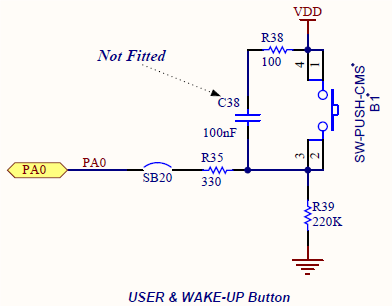 VDD
R38
100
Not Fitted
4
1
C38
100nF
SW-PUSH-CMS
B1
3
2
PA0
PA0
SB20
R35
330
R39
220K
USER & WAKE-UP Button